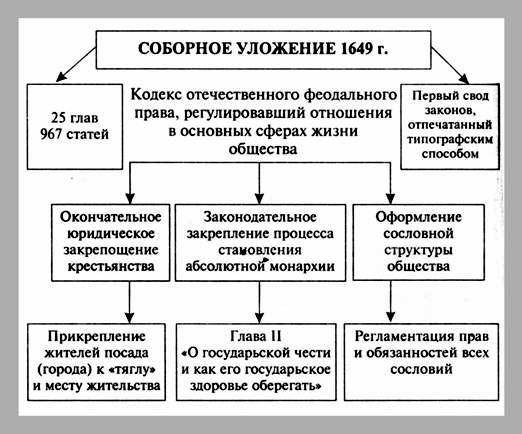 СОБОРНОЕ УЛОЖЕНИЕ 1649 г.
25 глав
967 статей
Кодекс отечественного феодального
права, регулировавший отношения
в основных сферах жизни
общества
Первый свод
законов,
отпечатанный
типографским
способом
Окончательное
юридическое
закрепощение
крестьянства
Законодательное
закрепление процесса
становления
абсолютной монархии
Оформление
сословной
структуры
общества
Прикрепление
жителей посада
(города) к «тяглу»
и месту жительства
Глава II
«О государьской чести
и как его государьское
здоровье оберегать»
Регламентация прав
и обязанностей всех
сословий